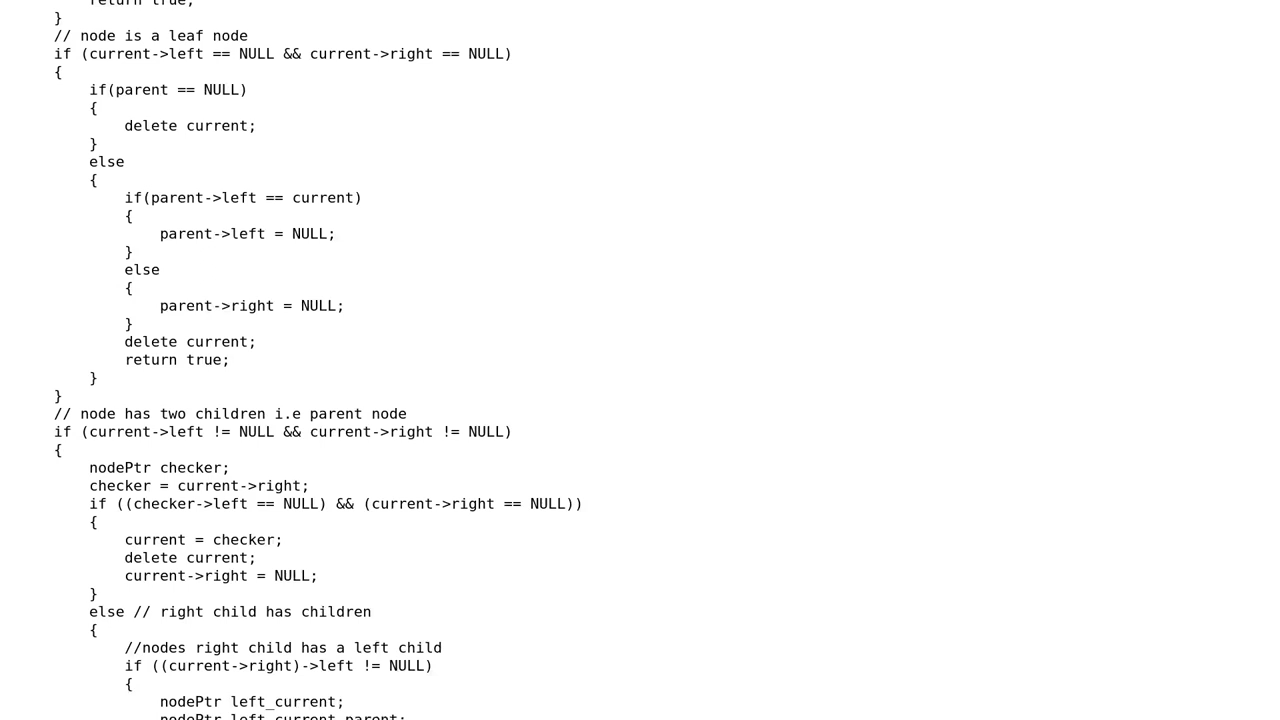 return true;
}
// node is a leaf node
if (current->left == NULL && current->right == NULL)
{
if(parent == NULL)
{
delete current;
}
else
{
if(parent->left == current)
{
parent->left = NULL;
}
else
{
parent->right = NULL;
}
delete current;
return true;
}
}
// node has two children i.e parent node
if (current->left != NULL && current->right != NULL)
{
nodePtr checker;
checker = current->right;
if ((checker->left == NULL) && (current->right == NULL))
{
current = checker;
delete current;
current->right = NULL;
}
else // right child has children
{
//nodes right child has a left child
if ((current->right)->left != NULL)
{
nodePtr left_current;
nodePtr left_current_parent;